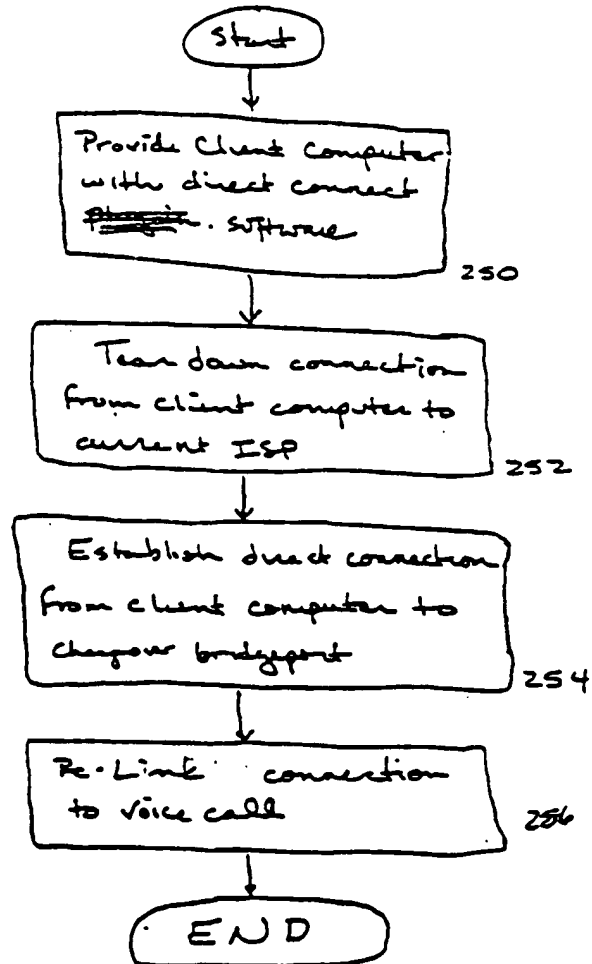 Start
Provide Client Computer
with direct connect
software
250
Tear down connection
from client computer to
current ISP
252
Establish direct connection
from client computer to
bridgeport
254
Re-Link connection
to voice call
256
END